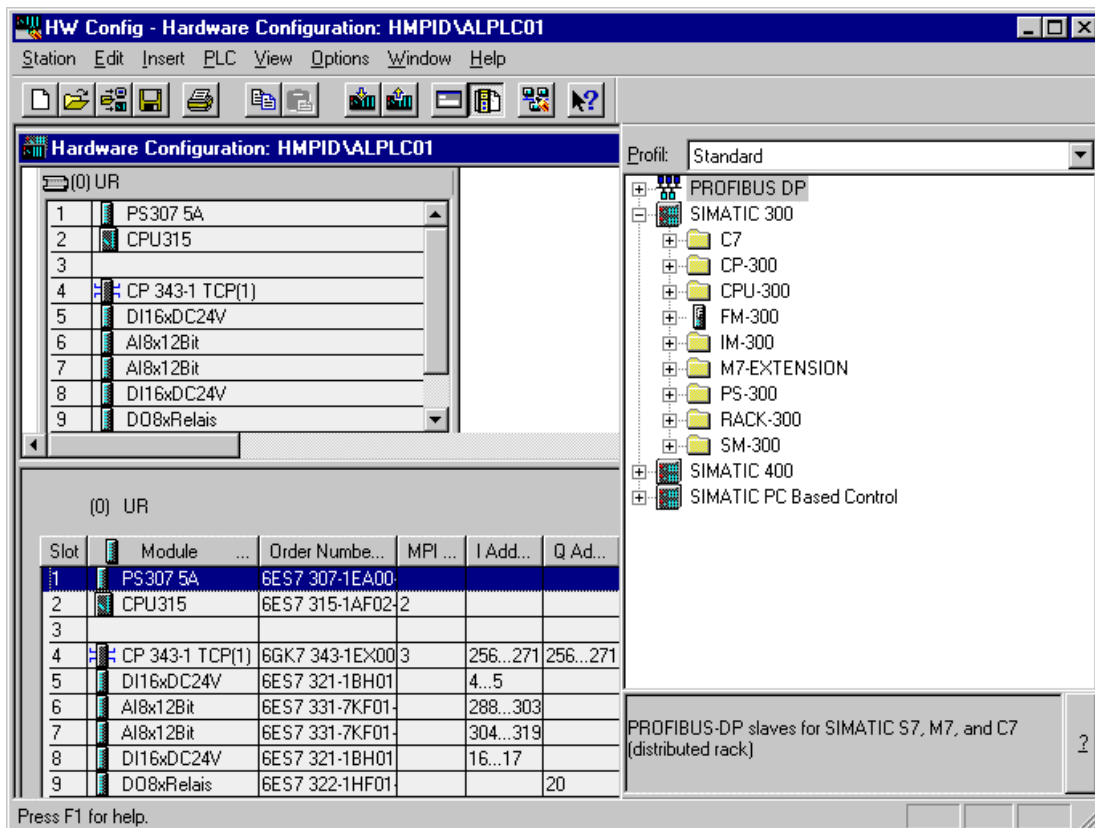 HW Config - Hardware Configuration: HMPID\ALPLC01
Station Edit Insert PLC View Options Window Help
Hardware Configuration: HMPID\ALPLC01
(0) UR
1 PS307 5A
2 CPU315
3
4 CP 343-1 TCP(1)
5 DI16xDC24V
6 AI8x12Bit
7 AI8x12Bit
8 DI16xDC24V
9 DO8xRelais
(0) UR
Slot Module ... Order Numbe... MPI ... I Add... Q Ad...
1 PS307 5A 6ES7 307-1EA00-
2 CPU315 6ES7 315-1AF02- 2
3
4 CP 343-1 TCP(1) 6GK7 343-1EX00 3 256...271 256...271
5 DI16xDC24V 6ES7 321-1BH01 4...5
6 AI8x12Bit 6ES7 331-7KF01- 288...303
7 AI8x12Bit 6ES7 331-7KF01- 304...319
8 DI16xDC24V 6ES7 321-1BH01 16...17
9 DO8xRelais 6ES7 322-1HF01- 20
Profil: Standard
PROFIBUS DP
SIMATIC 300
C7
CP-300
CPU-300
FM-300
IM-300
M7-EXTENSION
PS-300
RACK-300
SM-300
SIMATIC 400
SIMATIC PC Based Control
PROFIBUS-DP slaves for SIMATIC S7, M7, and C7
(distributed rack)
?
Press F1 for help.